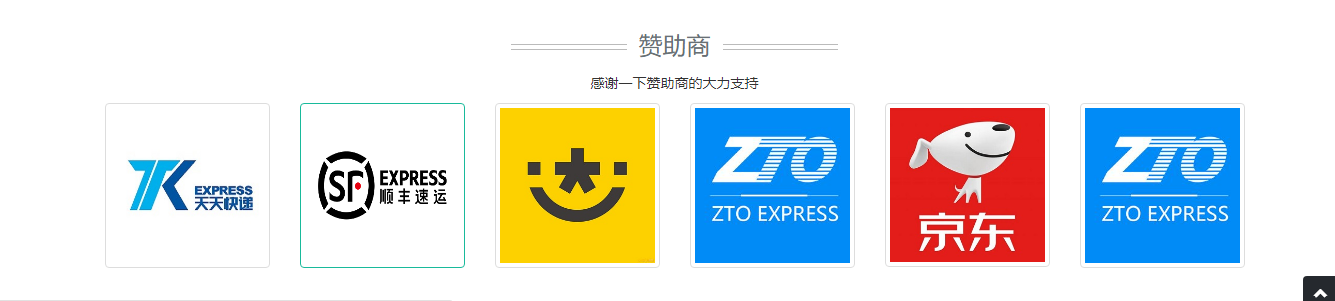 赞助商
感谢一下赞助商的大力支持
TK EXPRESS
天天快递
SF EXPRESS
顺丰速运
ZTO
ZTO EXPRESS
京东
ZTO
ZTO EXPRESS